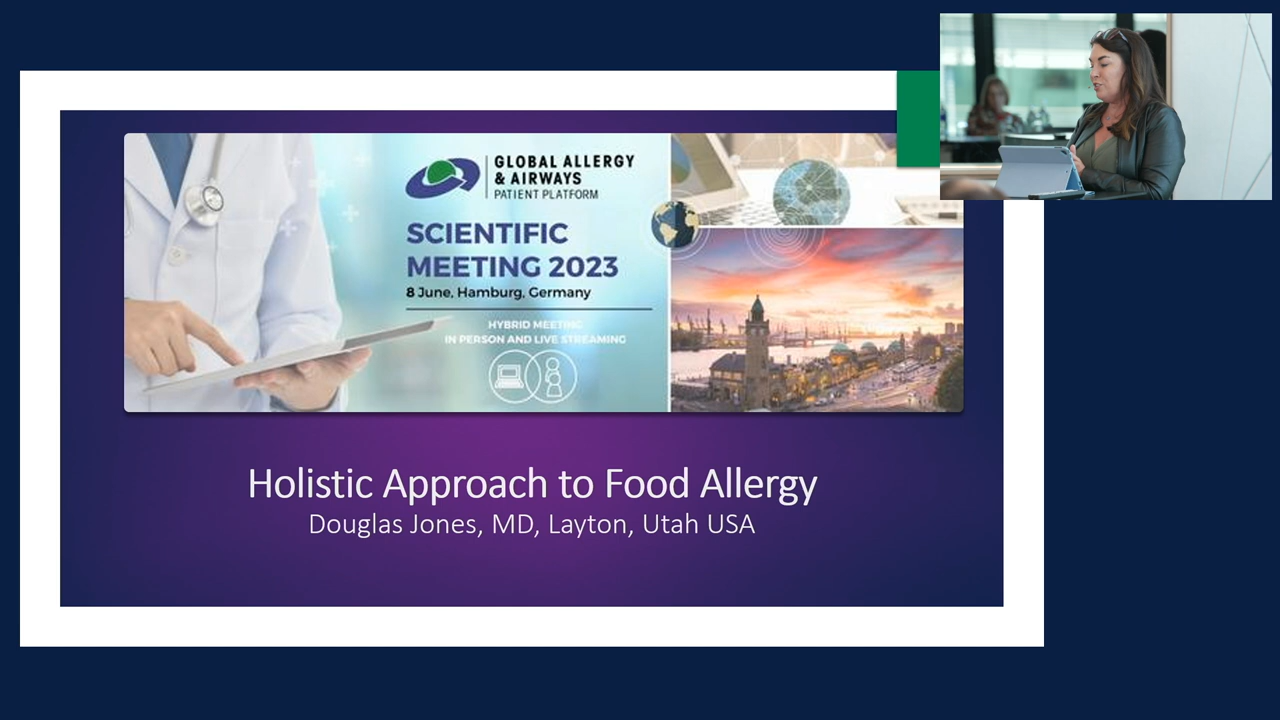 GLOBAL ALLERGY
& AIRWAYS
PATIENT PLATFORM
SCIENTIFIC
MEETING 2023
8 June, Hamburg, Germany
HYBRID MEETING
IN PERSON AND LIVE STREAMING
Holistic Approach to Food Allergy
Douglas Jones, MD, Layton, Utah USA